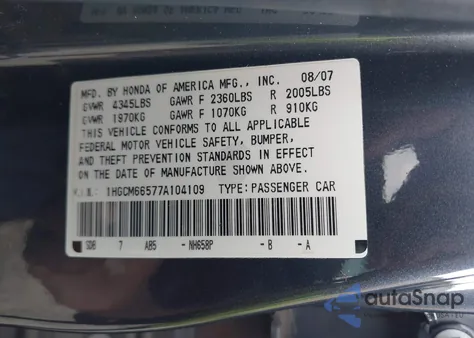 MFD. BY HONDA OF AMERICA MFG., INC. 08/07
GVWR 4345LBS GAWR F 2360LBS R 2005LBS
GVWR 1970KG GAWR F 1070KG R 910KG
THIS VEHICLE CONFORMS TO ALL APPLICABLE
FEDERAL MOTOR VEHICLE SAFETY, BUMPER,
AND THEFT PREVENTION STANDARDS IN EFFECT
ON THE DATE OF MANUFACTURE SHOWN ABOVE.
V.I.N. 1HGCM66577A104109 TYPE: PASSENGER CAR
SDB 7 AB5 - NH658P - B - A
autoSnap